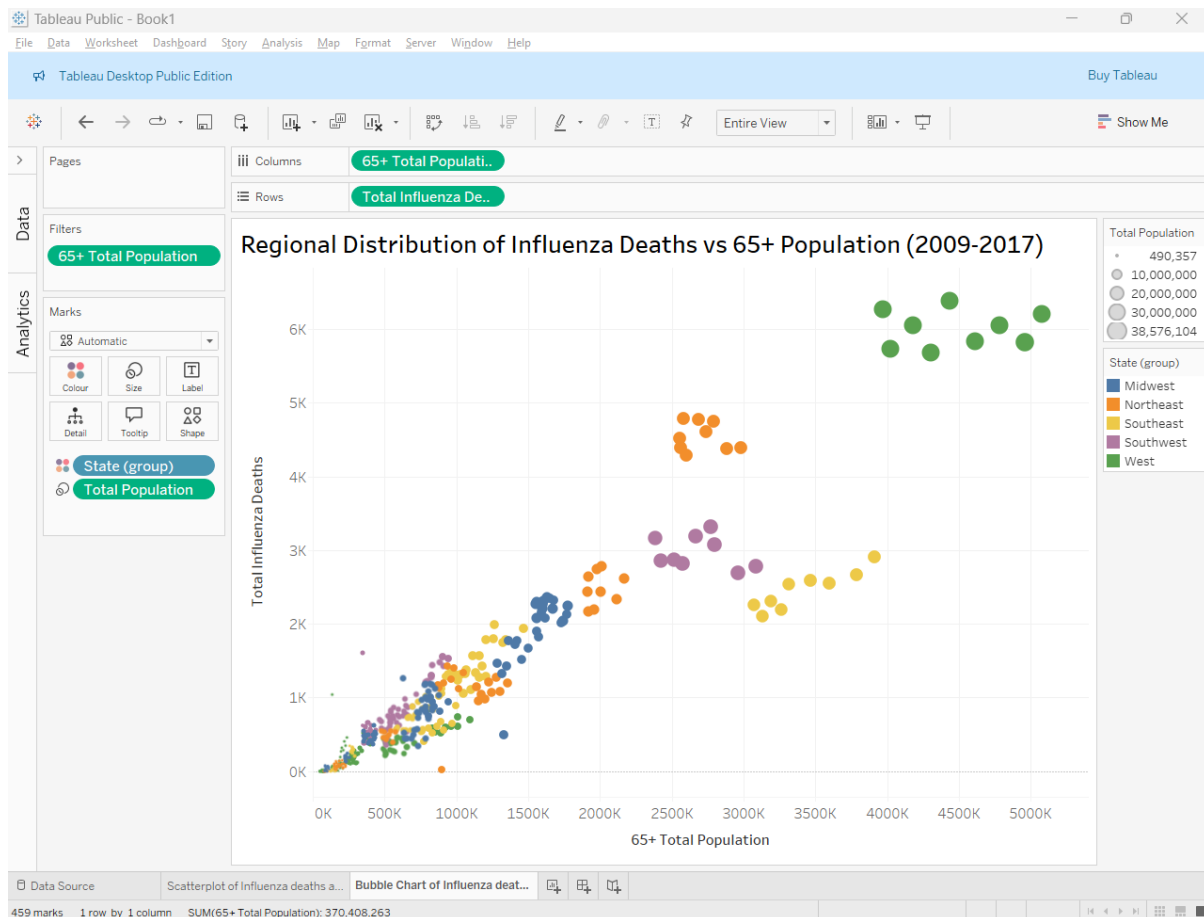 Tableau Public - Book1
File Data Worksheet Dashboard Story Analysis Map Format Server Window Help
Tableau Desktop Public Edition
Buy Tableau
Entire View
Show Me
Pages
iii Columns
65+ Total Populati..
Rows
Total Influenza De..
Data
Analytics
Filters
65+ Total Population
Marks
Automatic
Colour Size Label
Detail Tooltip Shape
State (group)
Total Population
Regional Distribution of Influenza Deaths vs 65+ Population (2009-2017)
Total Influenza Deaths
6K
5K
4K
3K
2K
1K
0K
0K 500K 1000K 1500K 2000K 2500K 3000K 3500K 4000K 4500K 5000K
65+ Total Population
Total Population
490,357
10,000,000
20,000,000
30,000,000
38,576,104
State (group)
Midwest
Northeast
Southeast
Southwest
West
Data Source
Scatterplot of Influenza deaths a...
Bubble Chart of Influenza deat...
459 marks 1 row by 1 column SUM(65+ Total Population): 370,408,263